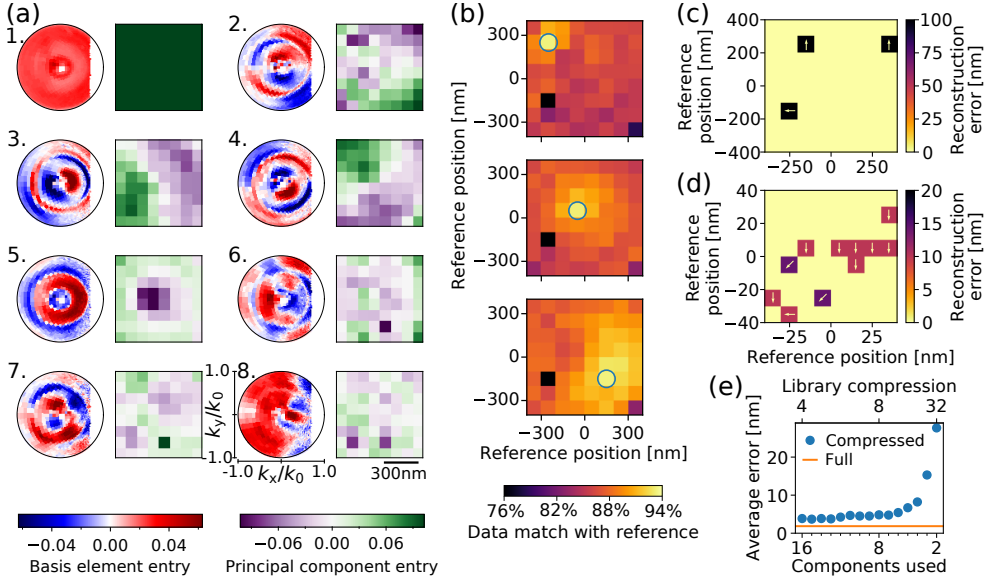 (a)
1.
2.
3.
4.
5.
6.
7.
8.
1.0
k_y/k_0
-1.0
-1.0 k_x/k_0 1.0
300nm
−0.04 0.00 0.04
Basis element entry
−0.06 0.00 0.06
Principal component entry
(b)
300
0
−300
300
0
−300
300
0
−300
Reference position [nm]
−300 0 300
Reference position [nm]
76% 82% 88% 94%
Data match with reference
(c)
400
200
0
−200
−400
Reference
position [nm]
−250 0 250
100
75
50
25
0
Reconstruction
error [nm]
(d)
40
20
0
−20
−40
Reference
position [nm]
−25 0 25
Reference position [nm]
20
15
10
5
0
Reconstruction
error [nm]
(e)
Library compression
4 8 32
Average error [nm]
20
10
0
Compressed
Full
16 8 2
Components used